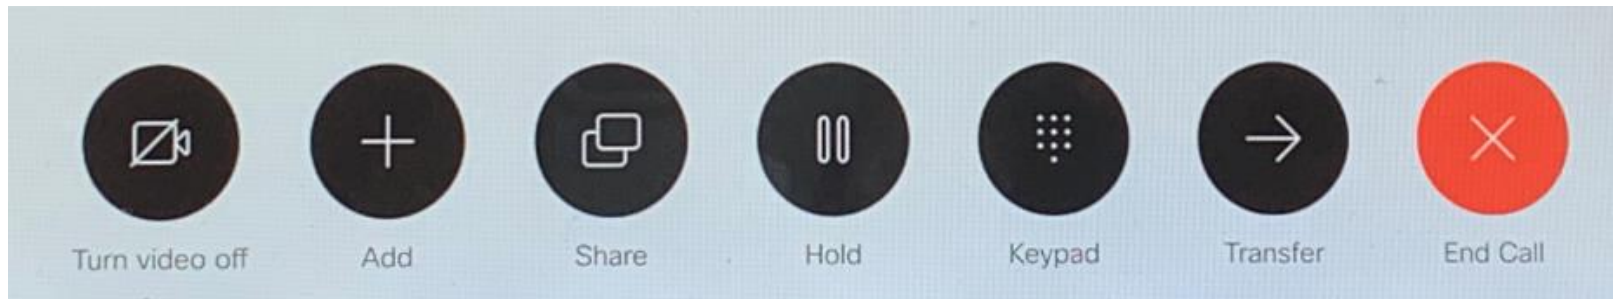 Turn video off
Add
Share
Hold
Keypad
Transfer
End Call